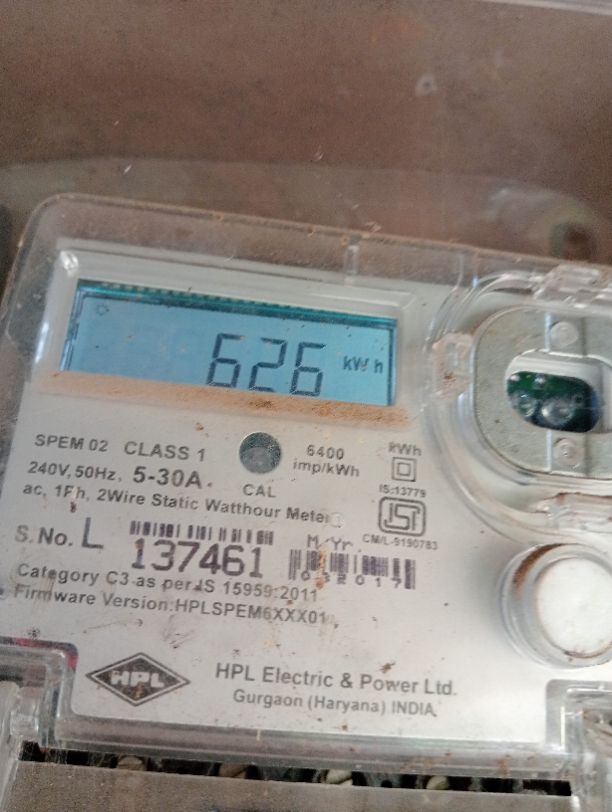 626 kWh
SPEM 02 CLASS 1
6400 imp/kWh
kWh
240V, 50Hz, 5-30A.
CAL
IS:13779
ac, 1Ph, 2Wire Static Watthour Meter
ISI
CM/L-9190783
S. No. L 137461
M/Yr.
032017
Category C3 as per IS 15959:2011
Firmware Version:HPLSPEM6XXX01
HPL
HPL Electric & Power Ltd.
Gurgaon (Haryana) INDIA